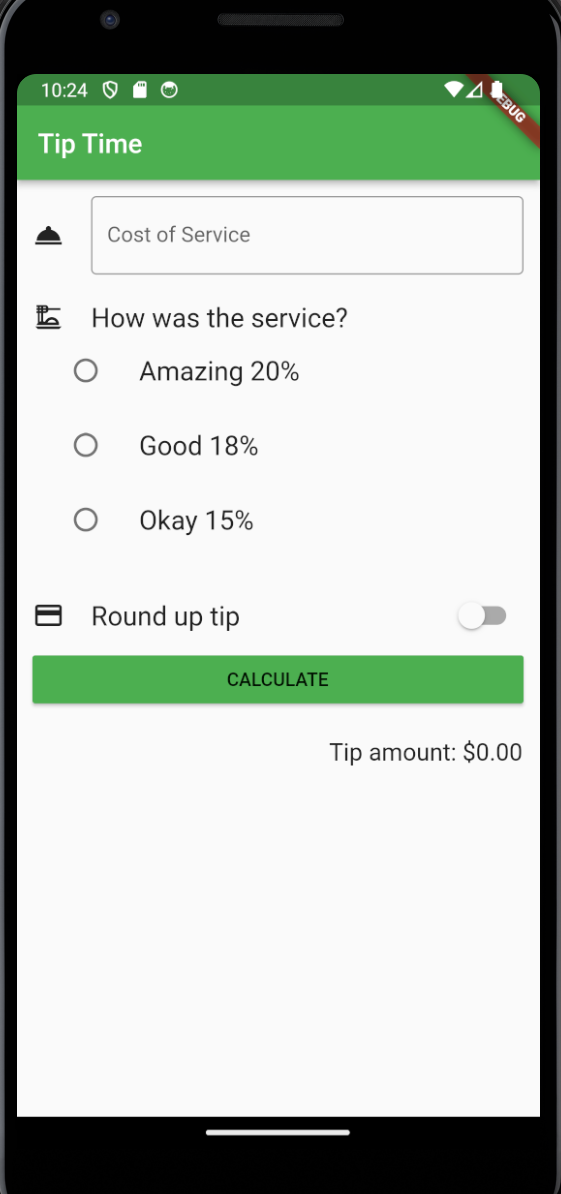 10:24
DEBUG
Tip Time
Cost of Service
How was the service?
Amazing 20%
Good 18%
Okay 15%
Round up tip
CALCULATE
Tip amount: $0.00